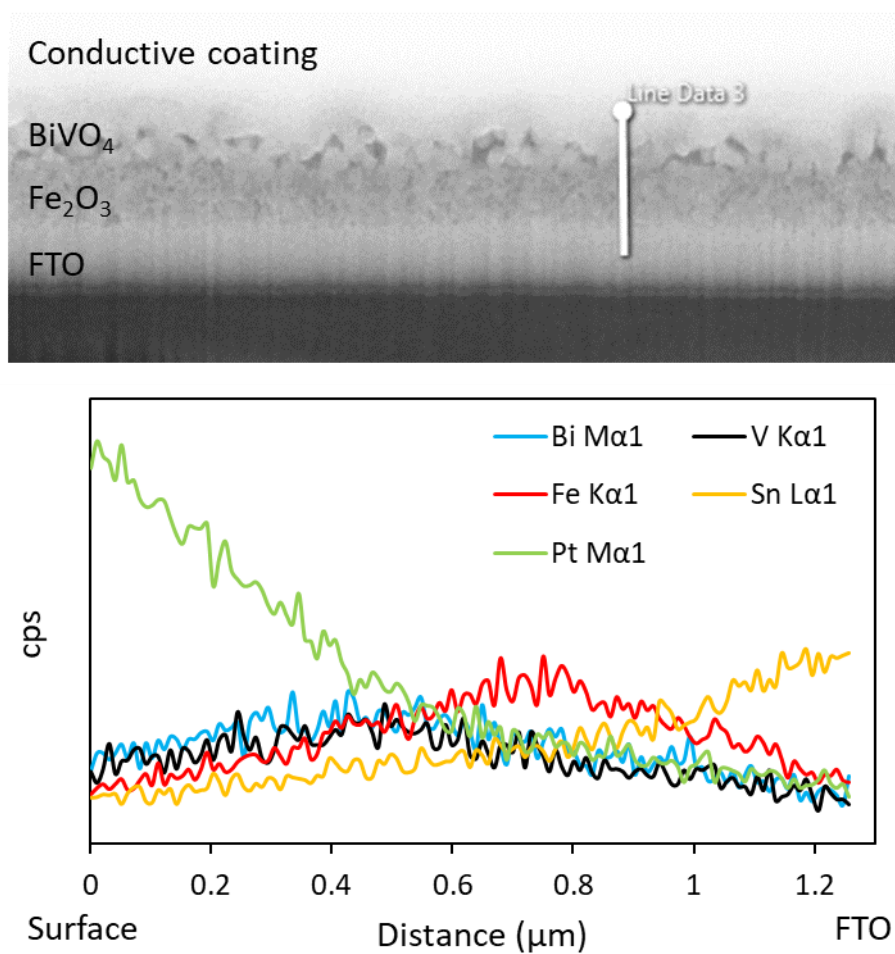 Conductive coating
Line Data 3
BiVO₄
Fe₂O₃
FTO
Bi Mα1
V Kα1
Fe Kα1
Sn Lα1
Pt Mα1
cps
0
0.2
0.4
0.6
0.8
1
1.2
Surface
Distance (μm)
FTO